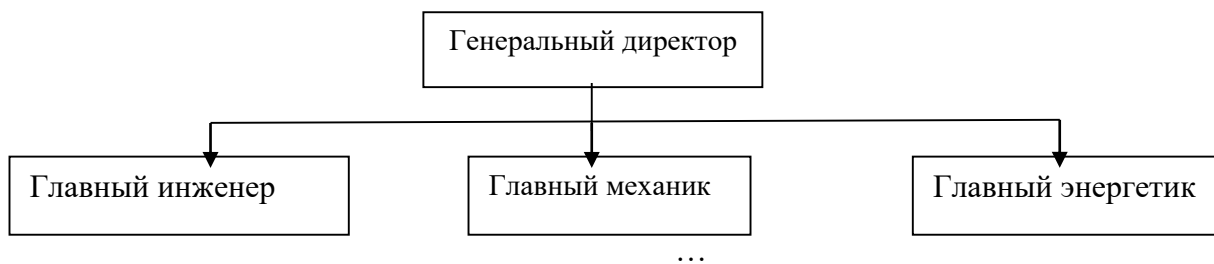 Генеральный директор
Главный инженер
Главный механик
Главный энергетик
…